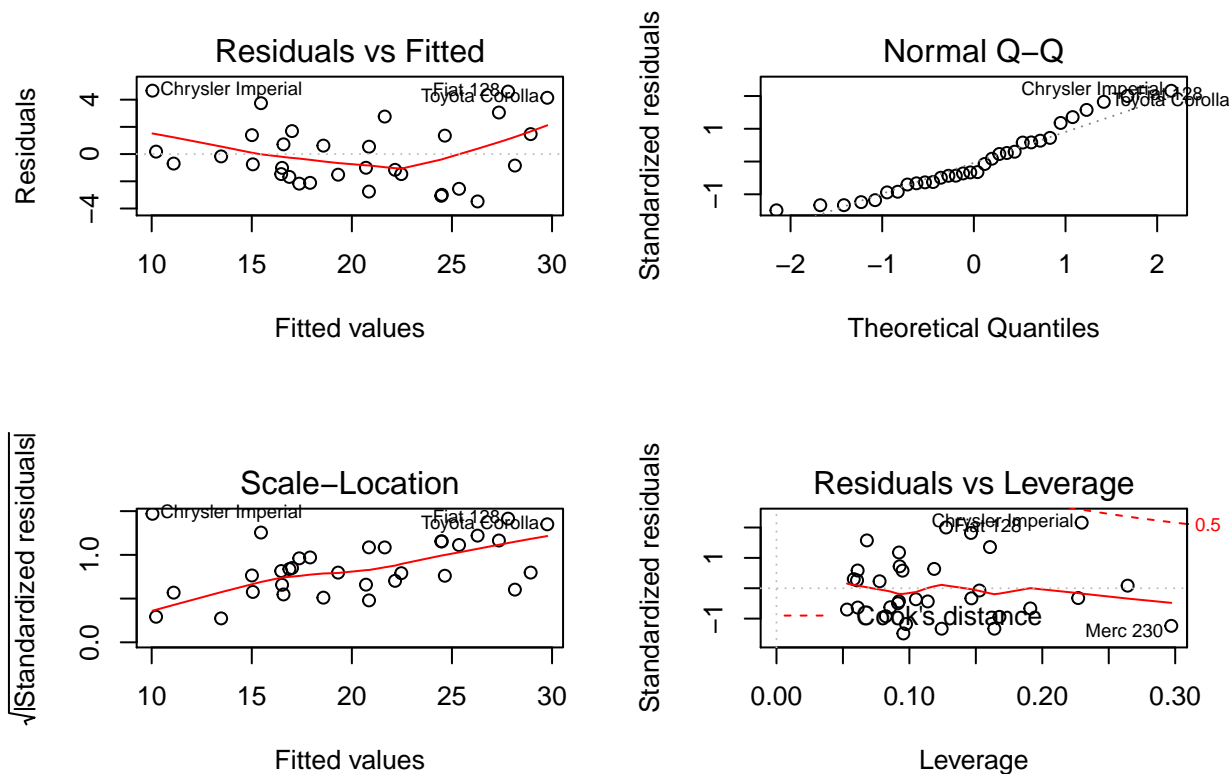 Residuals vs Fitted
Residuals
4
0
−4
Chrysler Imperial
Fiat 128
Toyota Corolla
10 15 20 25 30
Fitted values
Normal Q−Q
Standardized residuals
1
−1
Chrysler Imperial
Fiat 128
Toyota Corolla
−2 −1 0 1 2
Theoretical Quantiles
Scale−Location
√|Standardized residuals|
1.0
0.0
Chrysler Imperial
Fiat 128
Toyota Corolla
10 15 20 25 30
Fitted values
Residuals vs Leverage
Standardized residuals
1
−1
Chrysler Imperial
Fiat 128
0.5
Cook's distance
Merc 230
0.00 0.10 0.20 0.30
Leverage